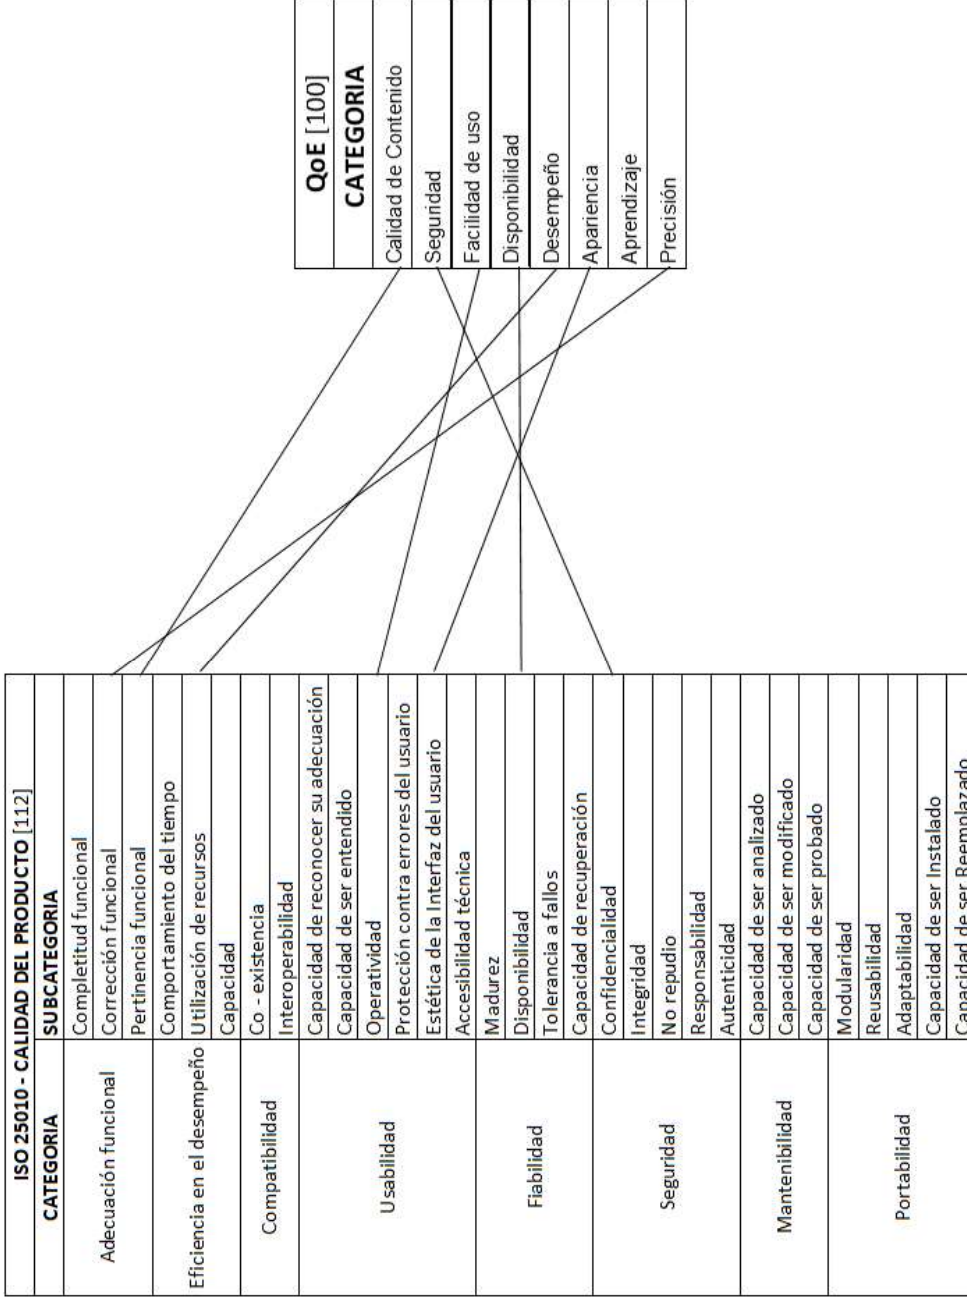 ISO 25010 - CALIDAD DEL PRODUCTO [112]
CATEGORIA
SUBCATEGORIA
Adecuación funcional
Completitud funcional
Corrección funcional
Pertinencia funcional
Eficiencia en el desempeño
Comportamiento del tiempo
Utilización de recursos
Capacidad
Compatibilidad
Co - existencia
Interoperabilidad
Usabilidad
Capacidad de reconocer su adecuación
Capacidad de ser entendido
Operatividad
Protección contra errores del usuario
Estética de la Interfaz del usuario
Accesibilidad técnica
Fiabilidad
Madurez
Disponibilidad
Tolerancia a fallos
Capacidad de recuperación
Seguridad
Confidencialidad
Integridad
No repudio
Responsabilidad
Autenticidad
Mantenibilidad
Capacidad de ser analizado
Capacidad de ser modificado
Capacidad de ser probado
Portabilidad
Modularidad
Reusabilidad
Adaptabilidad
Capacidad de ser Instalado
Capacidad de ser Reemplazado
QoE [100]
CATEGORIA
Calidad de Contenido
Seguridad
Facilidad de uso
Disponibilidad
Desempeño
Apariencia
Aprendizaje
Precisión